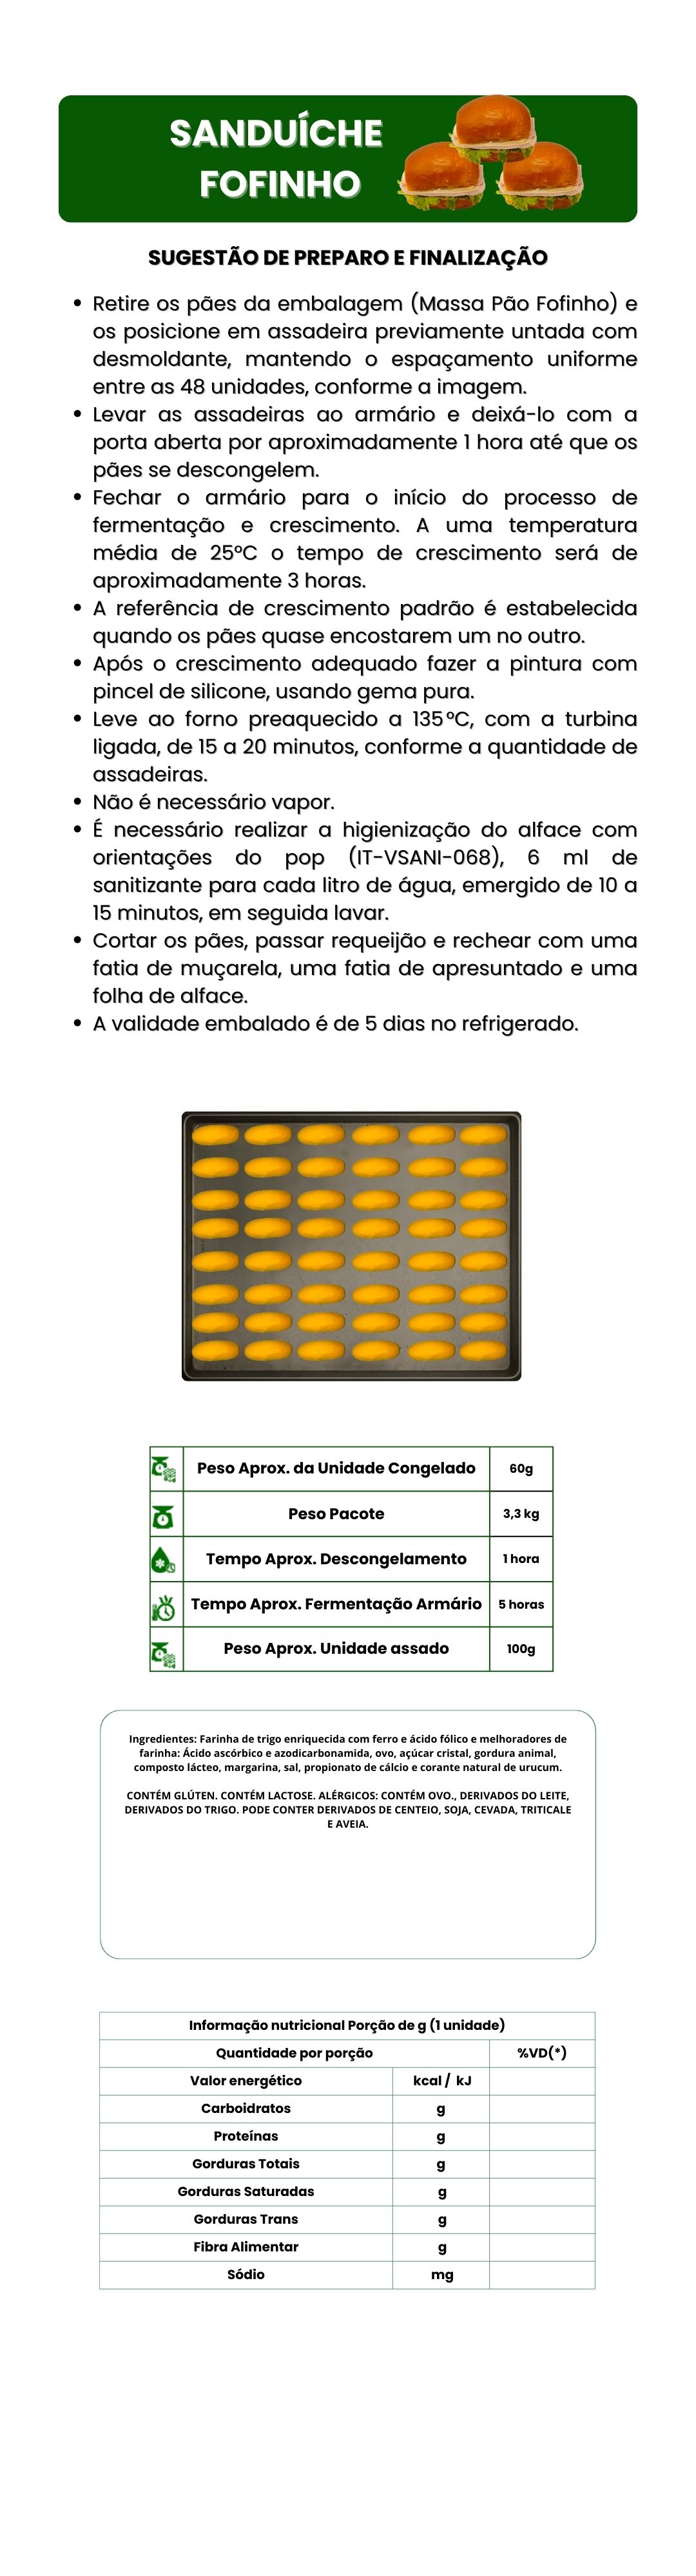 SANDUÍCHE
FOFINHO
SUGESTÃO DE PREPARO E FINALIZAÇÃO
• Retire os pães da embalagem (Massa Pão Fofinho) e
os posicione em assadeira previamente untada com
desmoldante, mantendo o espaçamento uniforme
entre as 48 unidades, conforme a imagem.
• Levar as assadeiras ao armário e deixá-lo com a
porta aberta por aproximadamente 1 hora até que os
pães se descongelem.
• Fechar o armário para o início do processo de
fermentação e crescimento. A uma temperatura
média de 25°C o tempo de crescimento será de
aproximadamente 3 horas.
• A referência de crescimento padrão é estabelecida
quando os pães quase encostarem um no outro.
• Após o crescimento adequado fazer a pintura com
pincel de silicone, usando gema pura.
• Leve ao forno preaquecido a 135°C, com a turbina
ligada, de 15 a 20 minutos, conforme a quantidade de
assadeiras.
• Não é necessário vapor.
• É necessário realizar a higienização do alface com
orientações do pop (IT-VSANI-068), 6 ml de
sanitizante para cada litro de água, emergido de 10 a
15 minutos, em seguida lavar.
• Cortar os pães, passar requeijão e rechear com uma
fatia de muçarela, uma fatia de apresuntado e uma
folha de alface.
• A validade embalado é de 5 dias no refrigerado.
Peso Aprox. da Unidade Congelado 60g
Peso Pacote 3,3 kg
Tempo Aprox. Descongelamento 1 hora
Tempo Aprox. Fermentação Armário 5 horas
Peso Aprox. Unidade assado 100g
Ingredientes: Farinha de trigo enriquecida com ferro e ácido fólico e melhoradores de
farinha: Ácido ascórbico e azodicarbonamida, ovo, açúcar cristal, gordura animal,
composto lácteo, margarina, sal, propionato de cálcio e corante natural de urucum.
CONTÉM GLÚTEN. CONTÉM LACTOSE. ALÉRGICOS: CONTÉM OVO., DERIVADOS DO LEITE,
DERIVADOS DO TRIGO. PODE CONTER DERIVADOS DE CENTEIO, SOJA, CEVADA, TRITICALE
E AVEIA.
Informação nutricional Porção de g (1 unidade)
Quantidade por porção %VD(*)
Valor energético kcal / kJ
Carboidratos g
Proteínas g
Gorduras Totais g
Gorduras Saturadas g
Gorduras Trans g
Fibra Alimentar g
Sódio mg